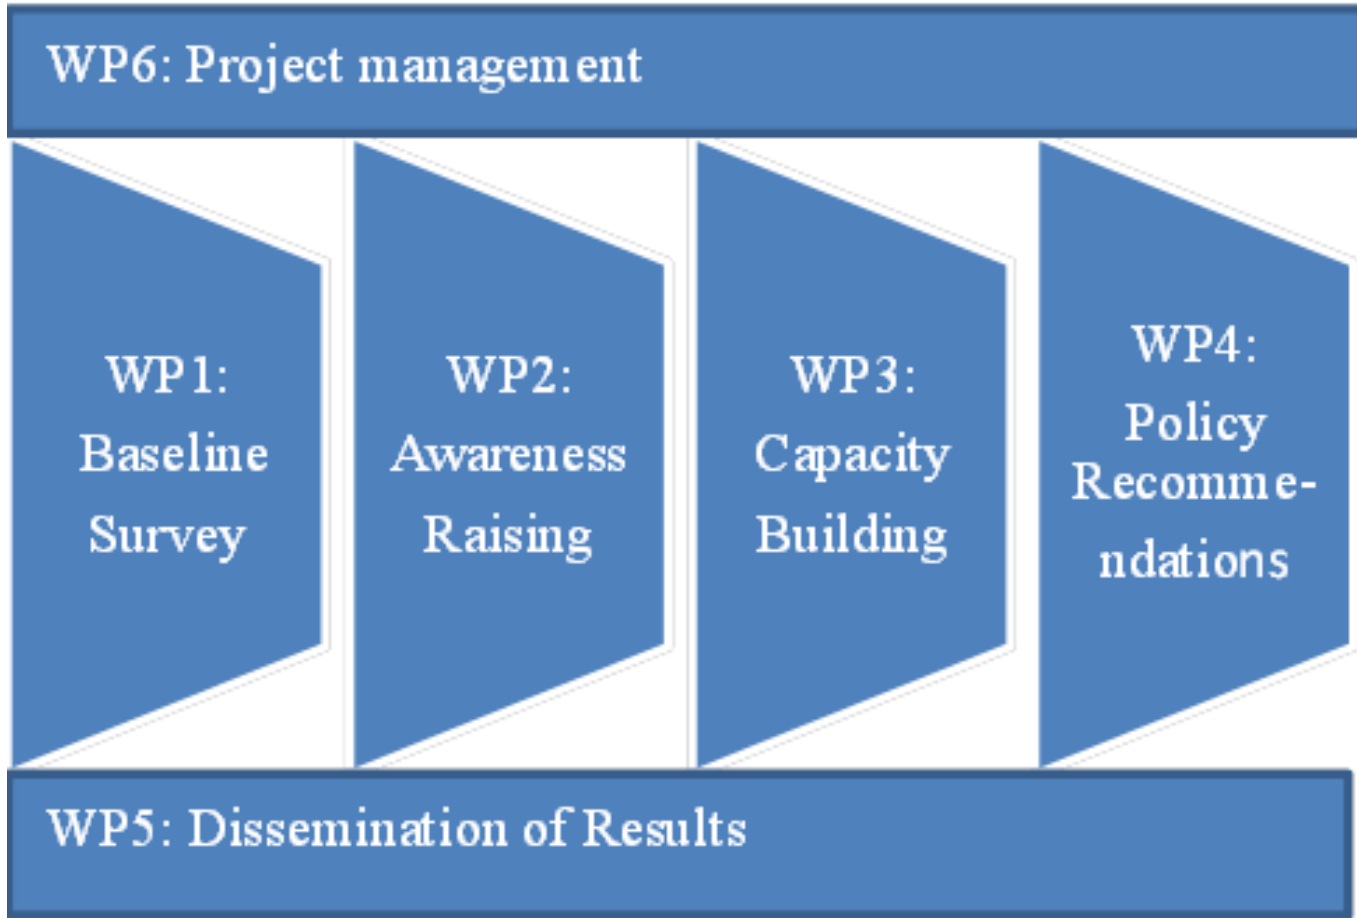 WP6: Project management
WP1:
Baseline
Survey
WP2:
Awareness
Raising
WP3:
Capacity
Building
WP4:
Policy
Recomme-
ndations
WP5: Dissemination of Results